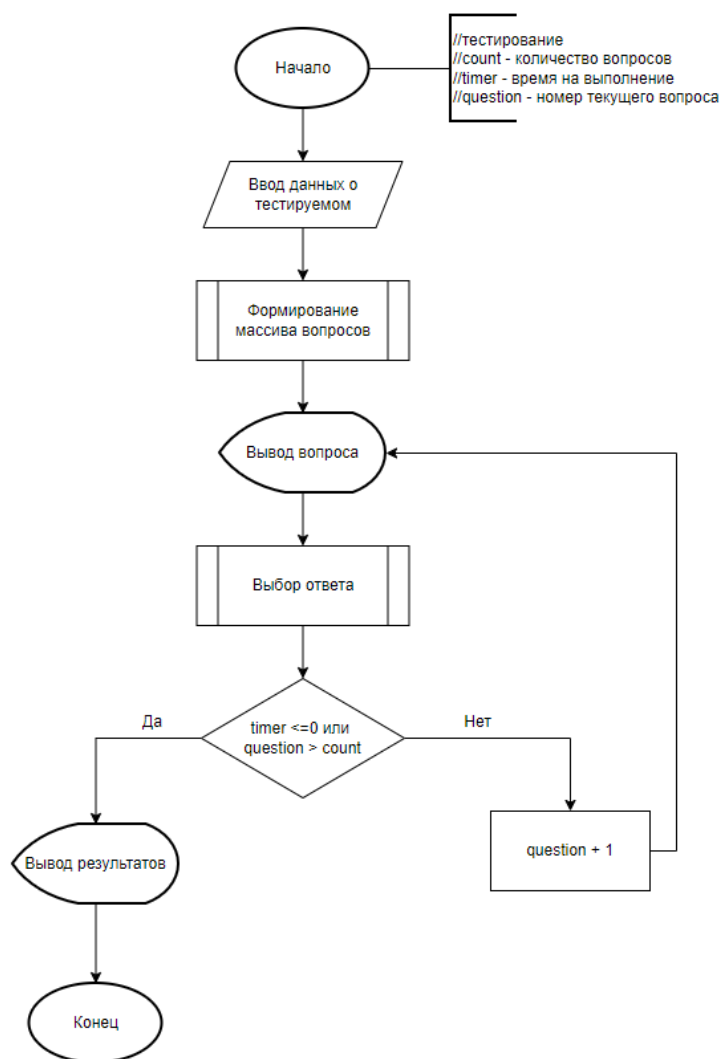 Начало
//тестирование
//count - количество вопросов
//timer - время на выполнение
//question - номер текущего вопроса
Ввод данных о
тестируемом
Формирование
массива вопросов
Вывод вопроса
Выбор ответа
Да
timer <=0 или
question > count
Нет
Вывод результатов
question + 1
Конец